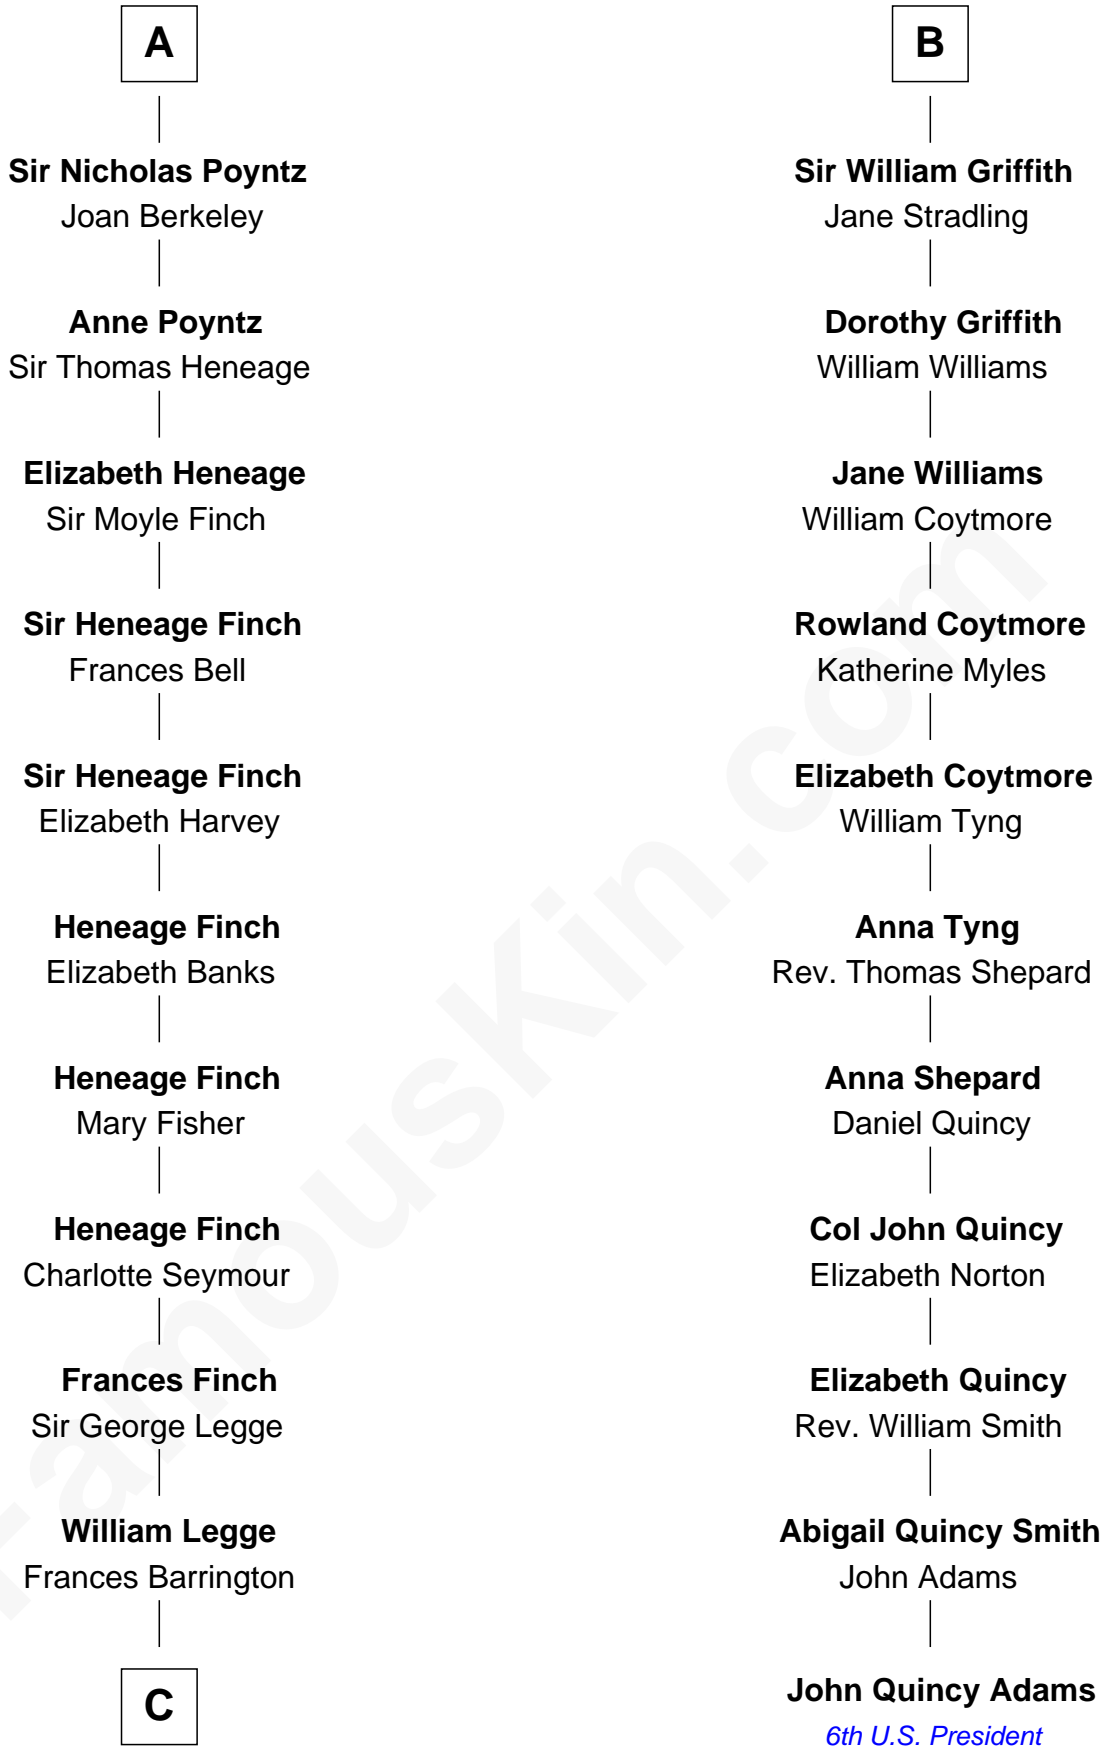 A
Sir Nicholas Poyntz
Joan Berkeley
Anne Poyntz
Sir Thomas Heneage
Elizabeth Heneage
Sir Moyle Finch
Sir Heneage Finch
Frances Bell
Sir Heneage Finch
Elizabeth Harvey
Heneage Finch
Elizabeth Banks
Heneage Finch
Mary Fisher
Heneage Finch
Charlotte Seymour
Frances Finch
Sir George Legge
William Legge
Frances Barrington
C
B
Sir William Griffith
Jane Stradling
Dorothy Griffith
William Williams
Jane Williams
William Coytmore
Rowland Coytmore
Katherine Myles
Elizabeth Coytmore
William Tyng
Anna Tyng
Rev. Thomas Shepard
Anna Shepard
Daniel Quincy
Col John Quincy
Elizabeth Norton
Elizabeth Quincy
Rev. William Smith
Abigail Quincy Smith
John Adams
John Quincy Adams
6th U.S. President
FamousKin.com